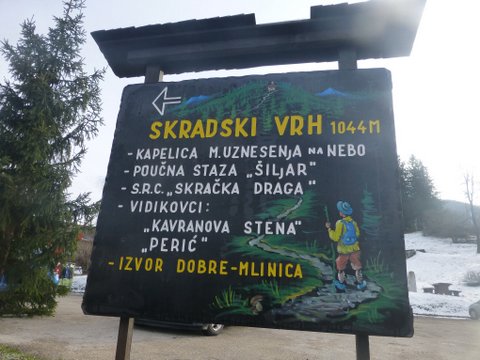 SKRADSKI VRH 1044M
- KAPELICA M.UZNESENJA NA NEBO
- POUČNA STAZA „ŠILJAR"
- S.R.C. „SKRAČKA DRAGA"
- VIDIKOVCI:
„KAVRANOVA STENA"
„PERIĆ"
- IZVOR DOBRE-MLINICA